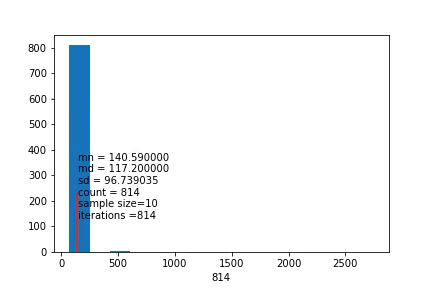 800
700
600
500
400
300
200
100
0
mn = 140.590000
md = 117.200000
sd = 96.739035
count = 814
sample size=10
iterations =814
0 500 1000 1500 2000 2500
814